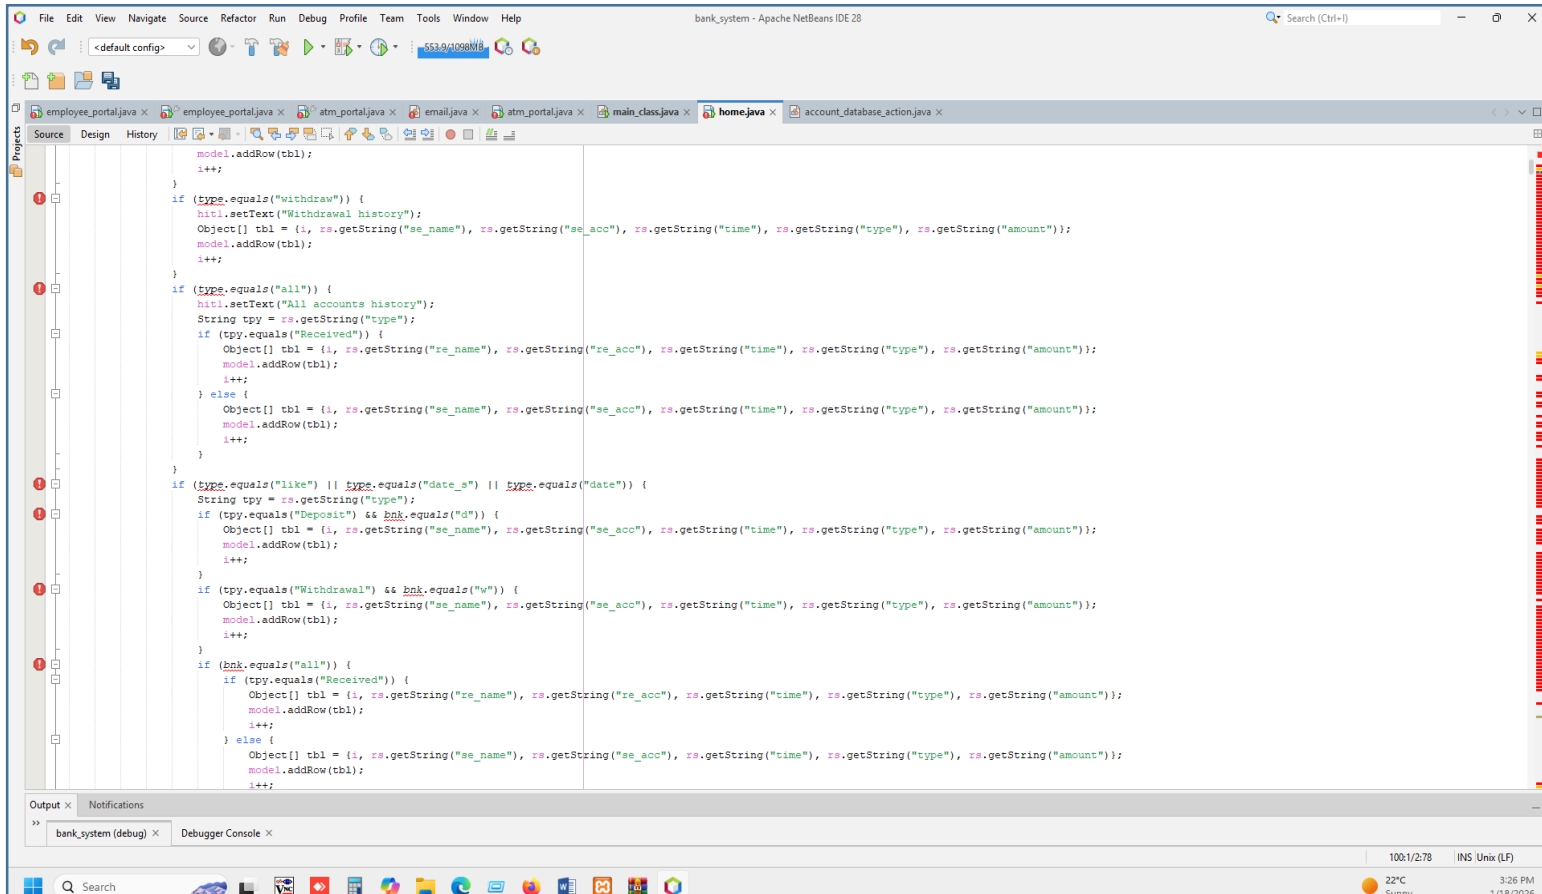 File Edit View Navigate Source Refactor Run Debug Profile Team Tools Window Help bank_system - Apache NetBeans IDE 28 Search (Ctrl+I)
<default config> 553.9/1098MB
employee_portal.java employee_portal.java atm_portal.java email.java atm_portal.java main_class.java home.java account_database_action.java
Source Design History
Projects
model.addRow(tbl);
i++;
}
if (type.equals("withdraw")) {
hitl.setText("Withdrawal history");
Object[] tbl = {i, rs.getString("se_name"), rs.getString("se_acc"), rs.getString("time"), rs.getString("type"), rs.getString("amount")};
model.addRow(tbl);
i++;
}
if (type.equals("all")) {
hitl.setText("All accounts history");
String tpy = rs.getString("type");
if (tpy.equals("Received")) {
Object[] tbl = {i, rs.getString("re_name"), rs.getString("re_acc"), rs.getString("time"), rs.getString("type"), rs.getString("amount")};
model.addRow(tbl);
i++;
} else {
Object[] tbl = {i, rs.getString("se_name"), rs.getString("se_acc"), rs.getString("time"), rs.getString("type"), rs.getString("amount")};
model.addRow(tbl);
i++;
}
}
if (type.equals("like") || type.equals("date_s") || type.equals("date")) {
String tpy = rs.getString("type");
if (tpy.equals("Deposit") && bnk.equals("d")) {
Object[] tbl = {i, rs.getString("se_name"), rs.getString("se_acc"), rs.getString("time"), rs.getString("type"), rs.getString("amount")};
model.addRow(tbl);
i++;
}
if (tpy.equals("Withdrawal") && bnk.equals("w")) {
Object[] tbl = {i, rs.getString("se_name"), rs.getString("se_acc"), rs.getString("time"), rs.getString("type"), rs.getString("amount")};
model.addRow(tbl);
i++;
}
if (bnk.equals("all")) {
if (tpy.equals("Received")) {
Object[] tbl = {i, rs.getString("re_name"), rs.getString("re_acc"), rs.getString("time"), rs.getString("type"), rs.getString("amount")};
model.addRow(tbl);
i++;
} else {
Object[] tbl = {i, rs.getString("se_name"), rs.getString("se_acc"), rs.getString("time"), rs.getString("type"), rs.getString("amount")};
model.addRow(tbl);
i++;
Output Notifications
bank_system (debug) Debugger Console
100:1/2:78 INS Unix (LF)
Search 22°C 3:26 PM
Sunny 1/18/2026